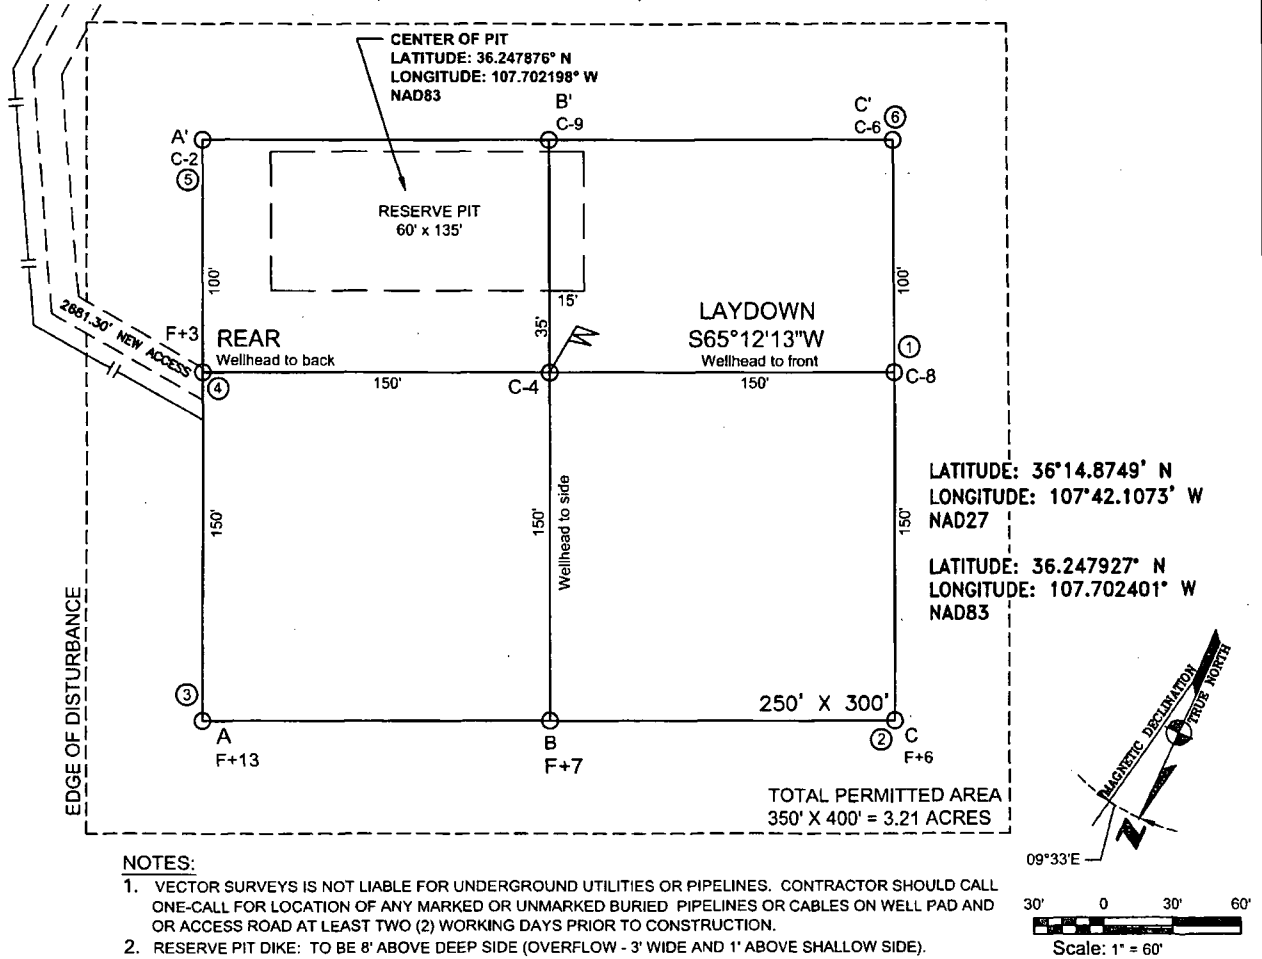 CENTER OF PIT
LATITUDE: 36.247876° N
LONGITUDE: 107.702198° W
NAD83
B'
C-9
C'
C-6
6
A'
C-2
5
RESERVE PIT
60' x 135'
100'
100'
15'
35'
2681.30' NEW ACCESS
F+3
REAR
Wellhead to back
LAYDOWN
S65°12'13"W
Wellhead to front
1
4
150'
C-4
150'
C-8
LATITUDE: 36°14.8749' N
LONGITUDE: 107°42.1073' W
NAD27
LATITUDE: 36.247927° N
LONGITUDE: 107.702401° W
NAD83
150'
150'
Wellhead to side
150'
EDGE OF DISTURBANCE
3
250' X 300'
A
F+13
B
F+7
2
C
F+6
MAGNETIC DECLINATION
TRUE NORTH
N
09°33'E
TOTAL PERMITTED AREA
350' X 400' = 3.21 ACRES
NOTES:
1. VECTOR SURVEYS IS NOT LIABLE FOR UNDERGROUND UTILITIES OR PIPELINES. CONTRACTOR SHOULD CALL
ONE-CALL FOR LOCATION OF ANY MARKED OR UNMARKED BURIED PIPELINES OR CABLES ON WELL PAD AND
OR ACCESS ROAD AT LEAST TWO (2) WORKING DAYS PRIOR TO CONSTRUCTION.
2. RESERVE PIT DIKE: TO BE 8' ABOVE DEEP SIDE (OVERFLOW - 3' WIDE AND 1' ABOVE SHALLOW SIDE).
30' 0 30' 60'
Scale: 1" = 60'